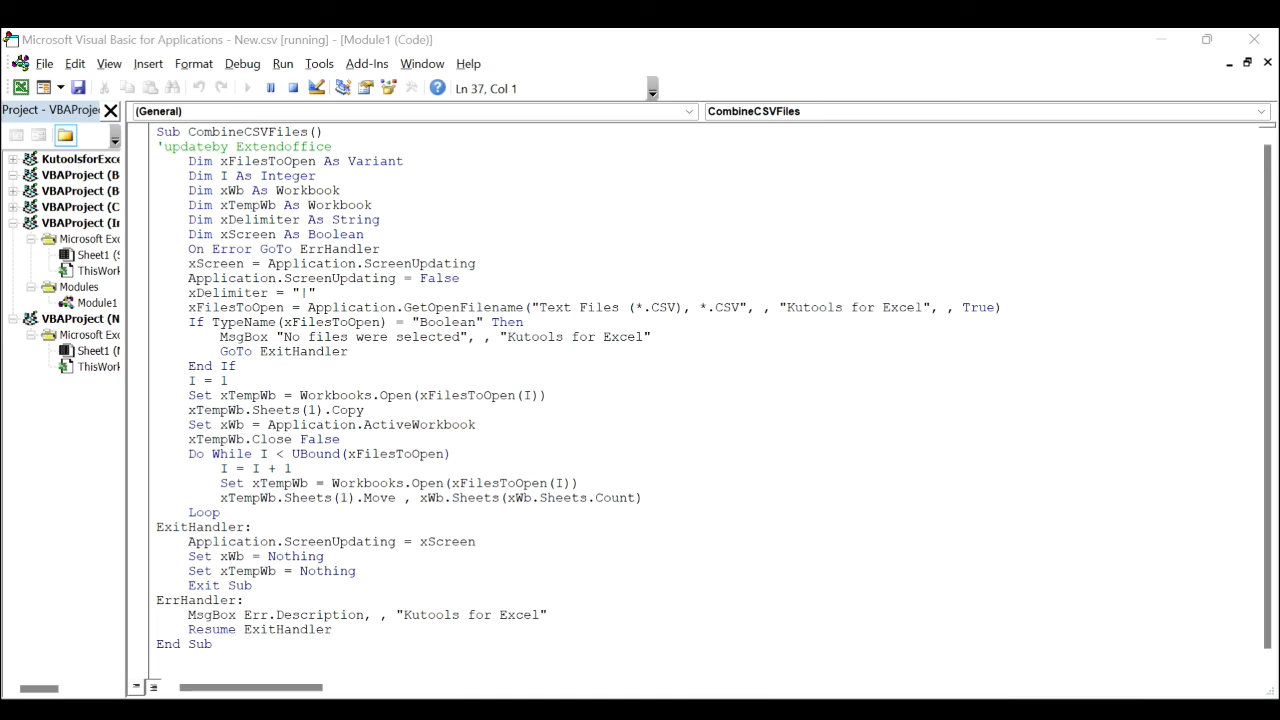 Microsoft Visual Basic for Applications - New.csv [running] - [Module1 (Code)]
File Edit View Insert Format Debug Run Tools Add-Ins Window Help
Ln 37, Col 1
Project - VBAProje
(General)
CombineCSVFiles
KutoolsforExce
VBAProject (B
VBAProject (B
VBAProject (C
VBAProject (In
Microsoft Exc
Sheet1 (S
ThisWork
Modules
Module1
VBAProject (N
Microsoft Exc
Sheet1 (N
ThisWork
Sub CombineCSVFiles()
'updateby Extendoffice
    Dim xFilesToOpen As Variant
    Dim I As Integer
    Dim xWb As Workbook
    Dim xTempWb As Workbook
    Dim xDelimiter As String
    Dim xScreen As Boolean
    On Error GoTo ErrHandler
    xScreen = Application.ScreenUpdating
    Application.ScreenUpdating = False
    xDelimiter = "|"
    xFilesToOpen = Application.GetOpenFilename("Text Files (*.CSV), *.CSV", , "Kutools for Excel", , True)
    If TypeName(xFilesToOpen) = "Boolean" Then
        MsgBox "No files were selected", , "Kutools for Excel"
        GoTo ExitHandler
    End If
    I = 1
    Set xTempWb = Workbooks.Open(xFilesToOpen(I))
    xTempWb.Sheets(1).Copy
    Set xWb = Application.ActiveWorkbook
    xTempWb.Close False
    Do While I < UBound(xFilesToOpen)
        I = I + 1
        Set xTempWb = Workbooks.Open(xFilesToOpen(I))
        xTempWb.Sheets(1).Move , xWb.Sheets(xWb.Sheets.Count)
    Loop
ExitHandler:
    Application.ScreenUpdating = xScreen
    Set xWb = Nothing
    Set xTempWb = Nothing
    Exit Sub
ErrHandler:
    MsgBox Err.Description, , "Kutools for Excel"
    Resume ExitHandler
End Sub